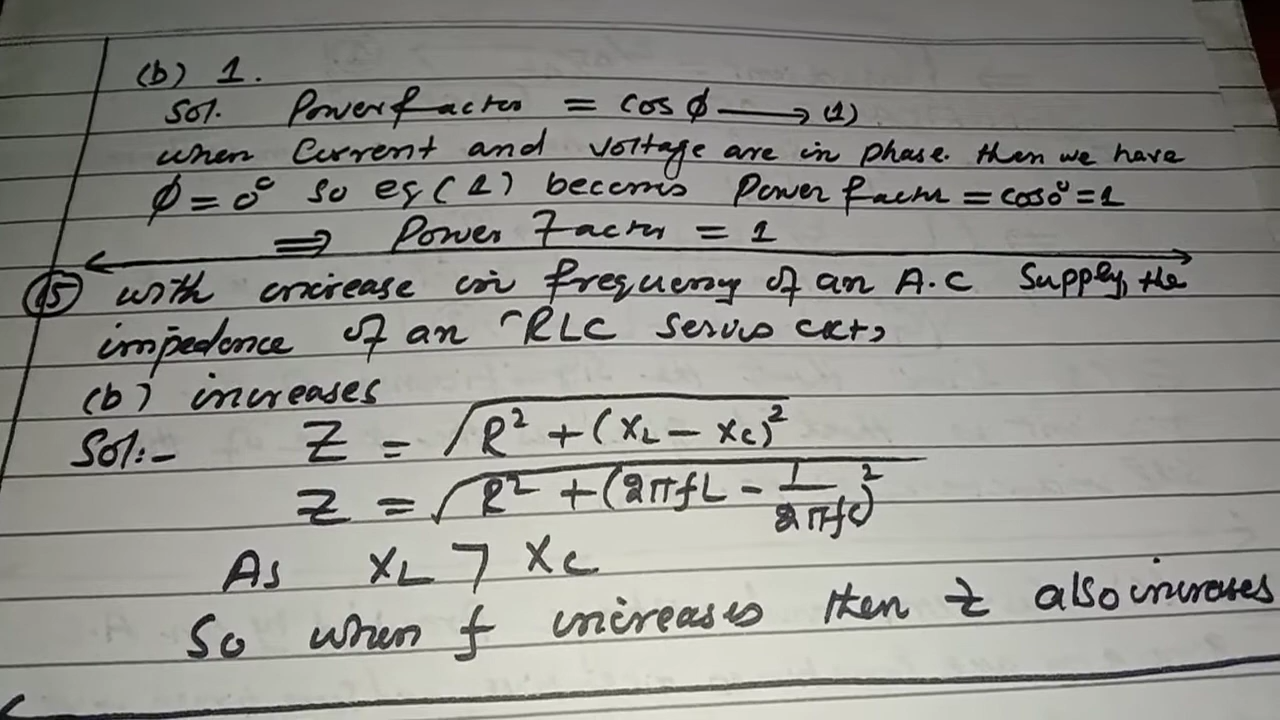 (b) 1.
Sol. Power factor = cos ϕ ⟶ (1)
when Current and voltage are in phase. then we have
ϕ = 0° so eq (1) becomes Power factor = cos0° = 1
⇒ Power Factor = 1
(15) with increase in frequency of an A.C Supply, the
impedance of an RLC series ckt,
(b) increases
Sol:- Z = √R² + (XL - XC)²
Z = √R² + (2πfL - 1/2πfC)²
As XL > XC
So when f increases then Z also increases